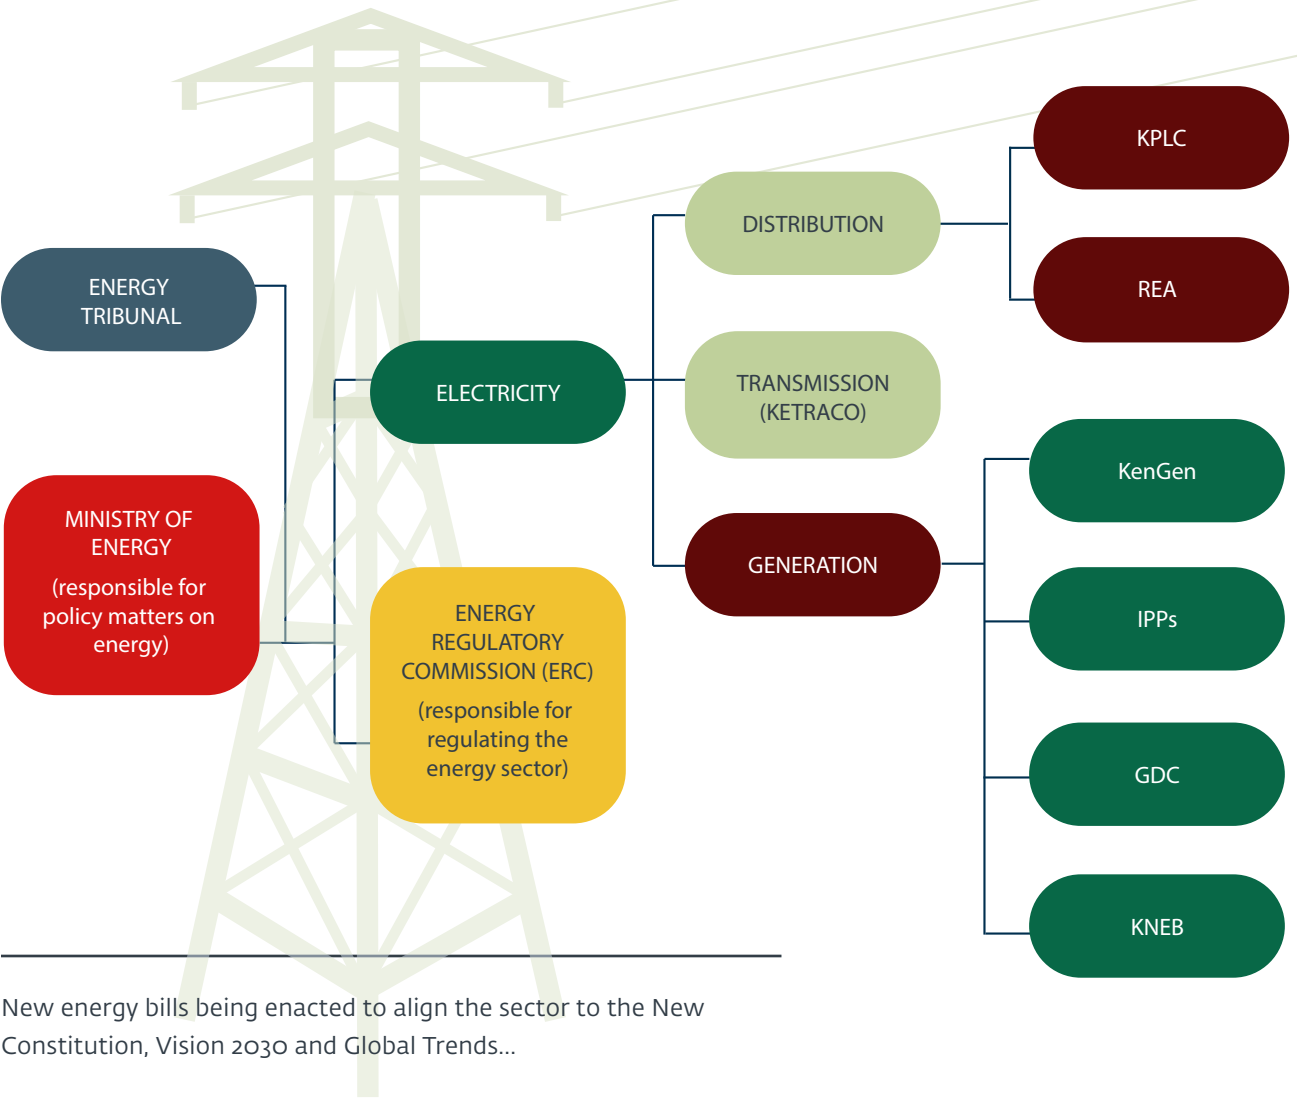 ENERGY
TRIBUNAL
MINISTRY OF
ENERGY
(responsible for
policy matters on
energy)
ELECTRICITY
ENERGY
REGULATORY
COMMISSION (ERC)
(responsible for
regulating the
energy sector)
DISTRIBUTION
TRANSMISSION
(KETRACO)
GENERATION
KPLC
REA
KenGen
IPPs
GDC
KNEB
New energy bills being enacted to align the sector to the New
Constitution, Vision 2030 and Global Trends...